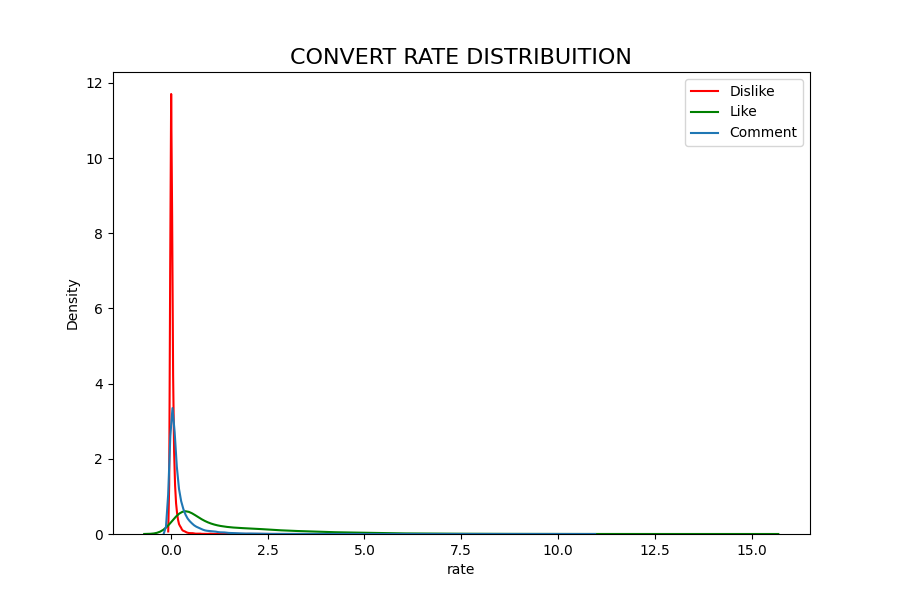 CONVERT RATE DISTRIBUITION
Dislike
Like
Comment
12
10
8
6
4
2
0
Density
0.0 2.5 5.0 7.5 10.0 12.5 15.0
rate